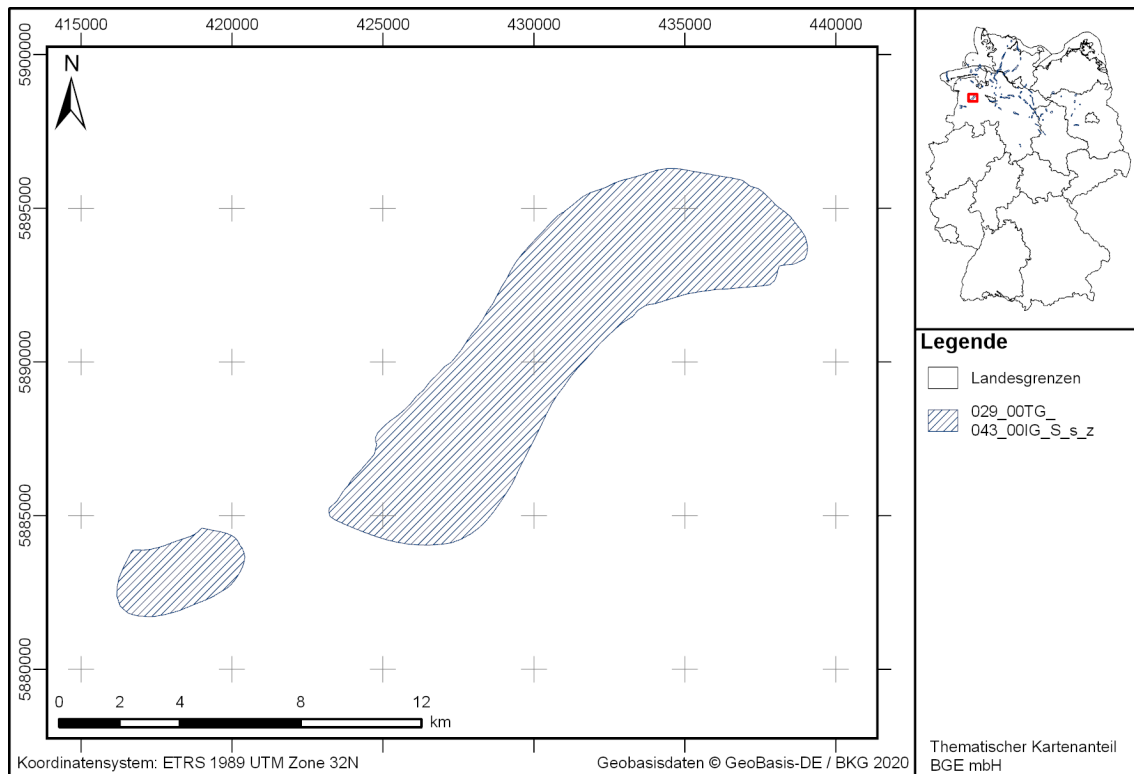 415000 420000 425000 430000 435000 440000
5900000
5895000
5890000
5885000
5880000
N
0 2 4 8 12
km
Koordinatensystem: ETRS 1989 UTM Zone 32N
Geobasisdaten © GeoBasis-DE / BKG 2020
Legende
Landesgrenzen
029_00TG_
043_00IG_S_s_z
Thematischer Kartenanteil
BGE mbH